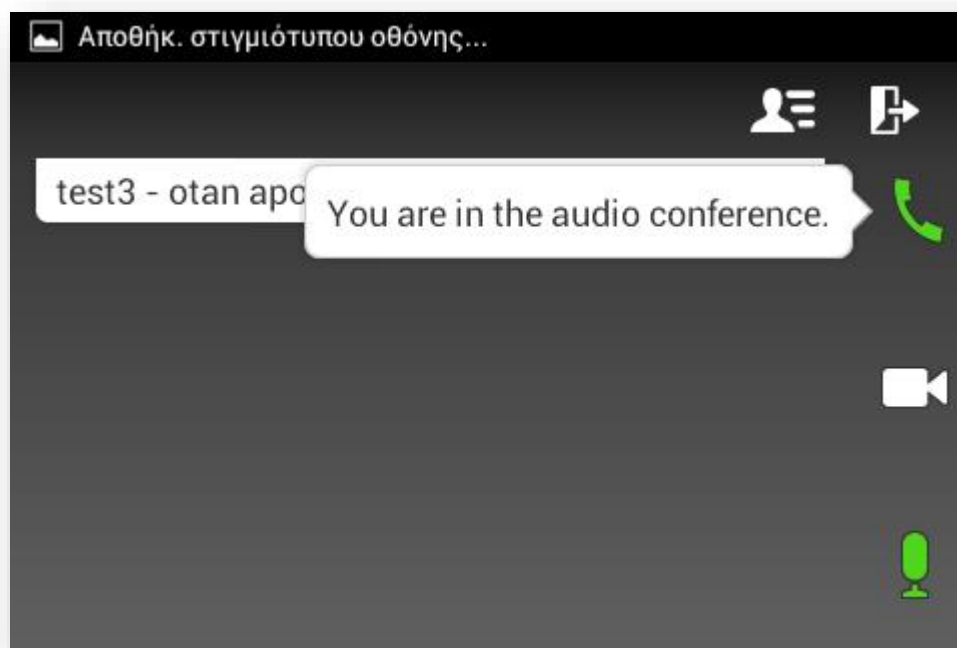 Αποθήκ. στιγμιότυπου οθόνης...
test3 - otan apo
You are in the audio conference.